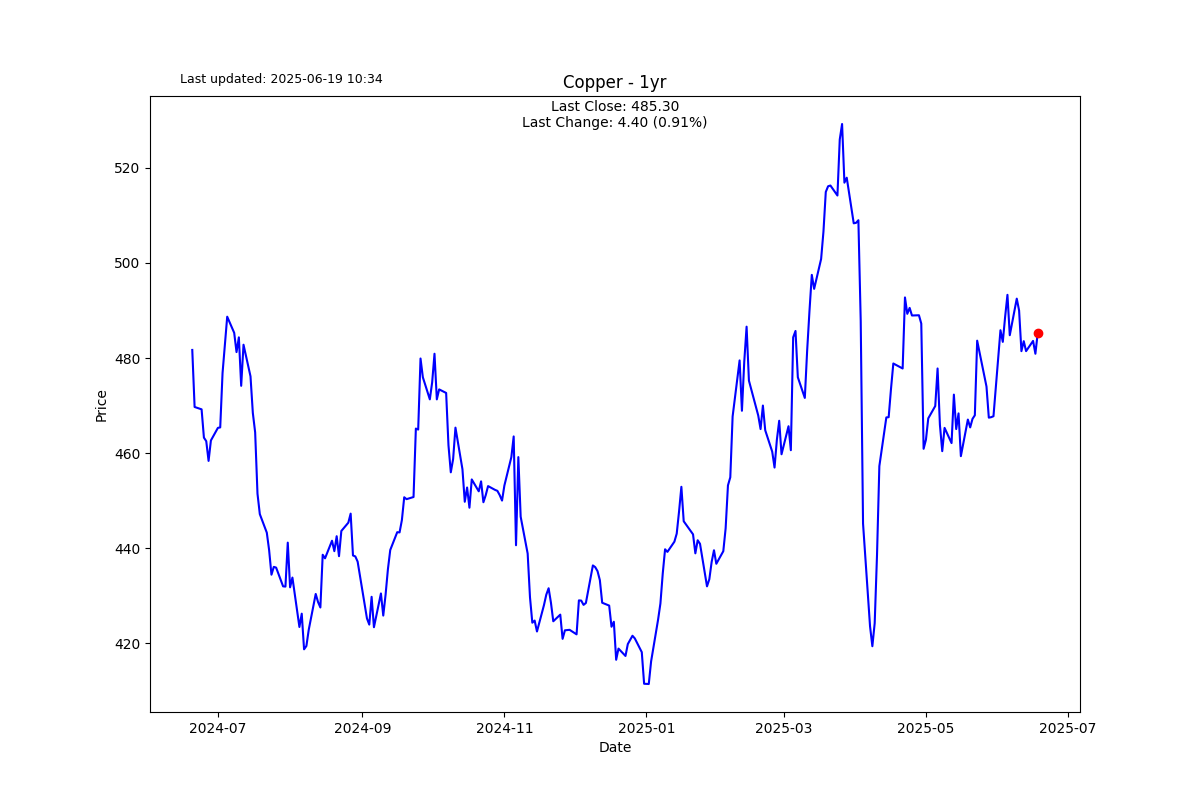 Last updated: 2025-06-19 10:34
Copper - 1yr
Last Close: 485.30
Last Change: 4.40 (0.91%)
520
500
480
460
440
420
Price
2024-07
2024-09
2024-11
2025-01
2025-03
2025-05
2025-07
Date